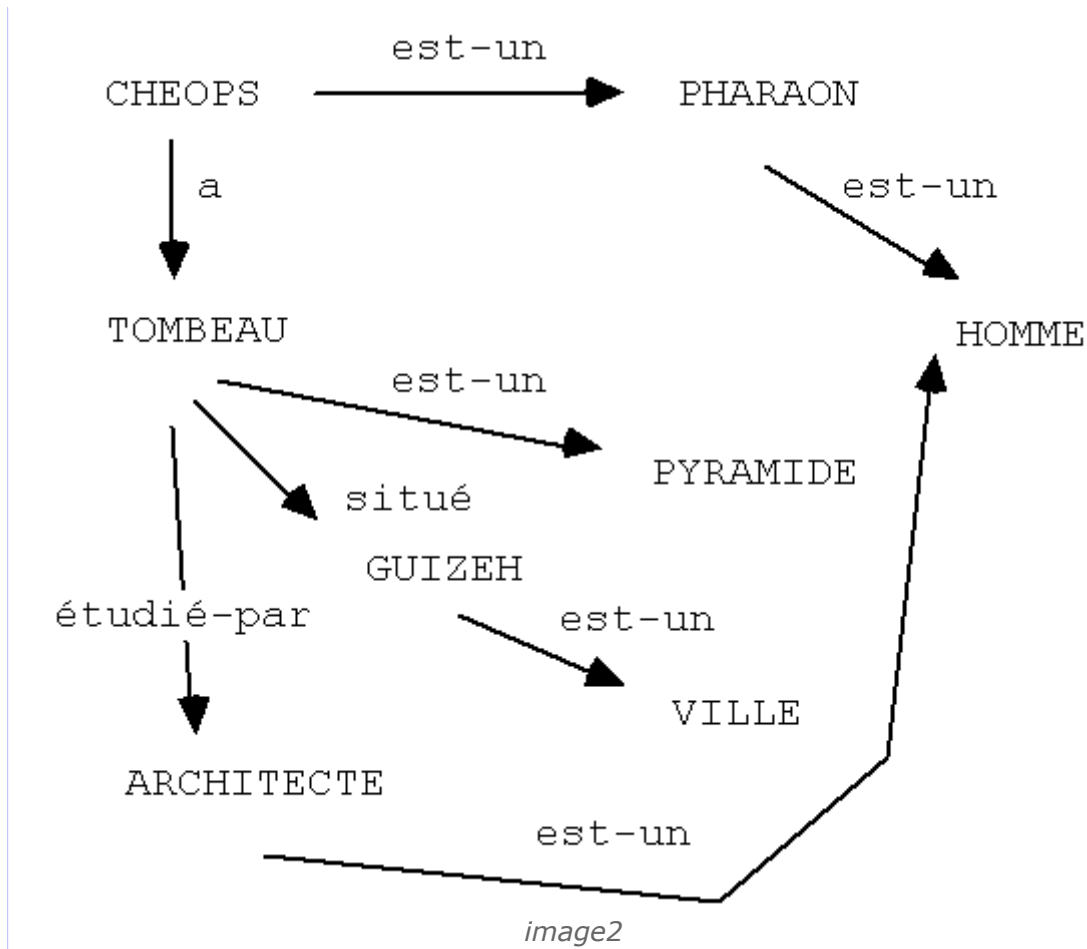 est-un
CHEOPS PHARAON
a est-un
TOMBEAU HOMME
est-un
PYRAMIDE
situé
GUIZEH
étudié-par est-un
VILLE
ARCHITECTE
est-un
image2